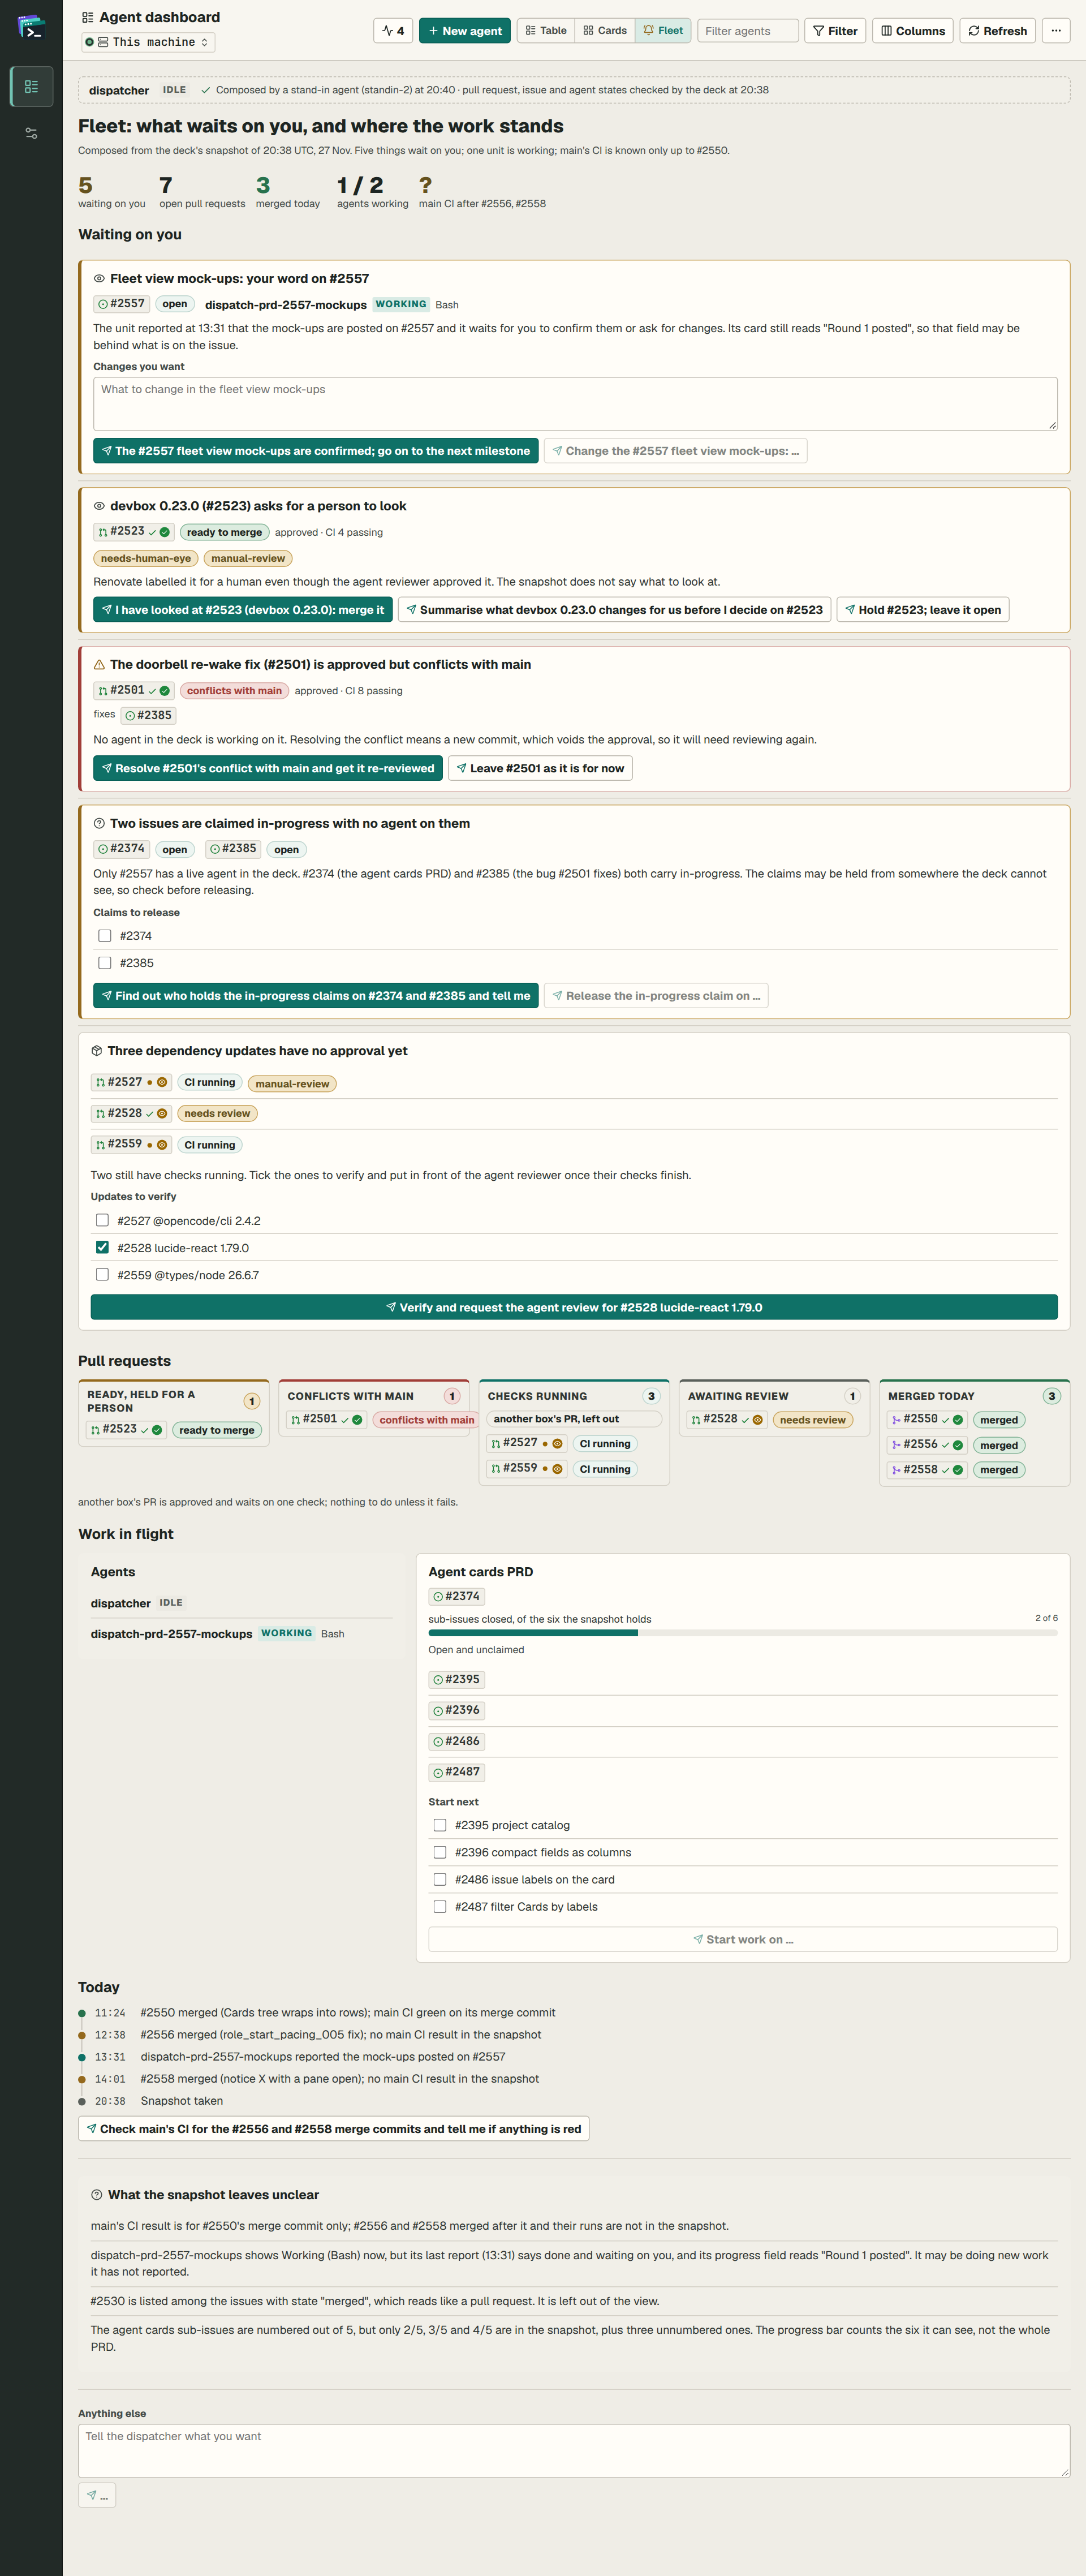 Agent dashboard
This machine
4
+ New agent
Table
Cards
Fleet
Filter agents
Filter
Columns
Refresh
...
dispatcher IDLE Composed by a stand-in agent (standin-2) at 20:40 · pull request, issue and agent states checked by the deck at 20:38
Fleet: what waits on you, and where the work stands
Composed from the deck's snapshot of 20:38 UTC, 27 Nov. Five things wait on you; one unit is working; main's CI is known only up to #2550.
5 7 3 1 / 2 ?
waiting on you open pull requests merged today agents working main CI after #2556, #2558
Waiting on you
Fleet view mock-ups: your word on #2557
#2557 open dispatch-prd-2557-mockups WORKING Bash
The unit reported at 13:31 that the mock-ups are posted on #2557 and it waits for you to confirm them or ask for changes. Its card still reads "Round 1 posted", so that field may be
behind what is on the issue.
Changes you want
What to change in the fleet view mock-ups
The #2557 fleet view mock-ups are confirmed; go on to the next milestone
Change the #2557 fleet view mock-ups: ...
devbox 0.23.0 (#2523) asks for a person to look
#2523 ready to merge approved · CI 4 passing
needs-human-eye manual-review
Renovate labelled it for a human even though the agent reviewer approved it. The snapshot does not say what to look at.
I have looked at #2523 (devbox 0.23.0): merge it
Summarise what devbox 0.23.0 changes for us before I decide on #2523
Hold #2523; leave it open
The doorbell re-wake fix (#2501) is approved but conflicts with main
#2501 conflicts with main approved · CI 8 passing
fixes #2385
No agent in the deck is working on it. Resolving the conflict means a new commit, which voids the approval, so it will need reviewing again.
Resolve #2501's conflict with main and get it re-reviewed
Leave #2501 as it is for now
Two issues are claimed in-progress with no agent on them
#2374 open #2385 open
Only #2557 has a live agent in the deck. #2374 (the agent cards PRD) and #2385 (the bug #2501 fixes) both carry in-progress. The claims may be held from somewhere the deck cannot
see, so check before releasing.
Claims to release
#2374
#2385
Find out who holds the in-progress claims on #2374 and #2385 and tell me
Release the in-progress claim on ...
Three dependency updates have no approval yet
#2527 CI running manual-review
#2528 needs review
#2559 CI running
Two still have checks running. Tick the ones to verify and put in front of the agent reviewer once their checks finish.
Updates to verify
#2527 @opencode/cli 2.4.2
#2528 lucide-react 1.79.0
#2559 @types/node 26.6.7
Verify and request the agent review for #2528 lucide-react 1.79.0
Pull requests
READY, HELD FOR A
PERSON
1
#2523 ready to merge
CONFLICTS WITH MAIN 1
#2501 conflicts with main
CHECKS RUNNING 3
another box's PR, left out
#2527 CI running
#2559 CI running
AWAITING REVIEW 1
#2528 needs review
MERGED TODAY 3
#2550 merged
#2556 merged
#2558 merged
another box's PR is approved and waits on one check; nothing to do unless it fails.
Work in flight
Agents
dispatcher IDLE
dispatch-prd-2557-mockups WORKING Bash
Agent cards PRD
#2374
sub-issues closed, of the six the snapshot holds 2 of 6
Open and unclaimed
#2395
#2396
#2486
#2487
Start next
#2395 project catalog
#2396 compact fields as columns
#2486 issue labels on the card
#2487 filter Cards by labels
Start work on ...
Today
11:24 #2550 merged (Cards tree wraps into rows); main CI green on its merge commit
12:38 #2556 merged (role_start_pacing_005 fix); no main CI result in the snapshot
13:31 dispatch-prd-2557-mockups reported the mock-ups posted on #2557
14:01 #2558 merged (notice X with a pane open); no main CI result in the snapshot
20:38 Snapshot taken
Check main's CI for the #2556 and #2558 merge commits and tell me if anything is red
What the snapshot leaves unclear
main's CI result is for #2550's merge commit only; #2556 and #2558 merged after it and their runs are not in the snapshot.
dispatch-prd-2557-mockups shows Working (Bash) now, but its last report (13:31) says done and waiting on you, and its progress field reads "Round 1 posted". It may be doing new work
it has not reported.
#2530 is listed among the issues with state "merged", which reads like a pull request. It is left out of the view.
The agent cards sub-issues are numbered out of 5, but only 2/5, 3/5 and 4/5 are in the snapshot, plus three unnumbered ones. The progress bar counts the six it can see, not the whole
PRD.
Anything else
Tell the dispatcher what you want
...